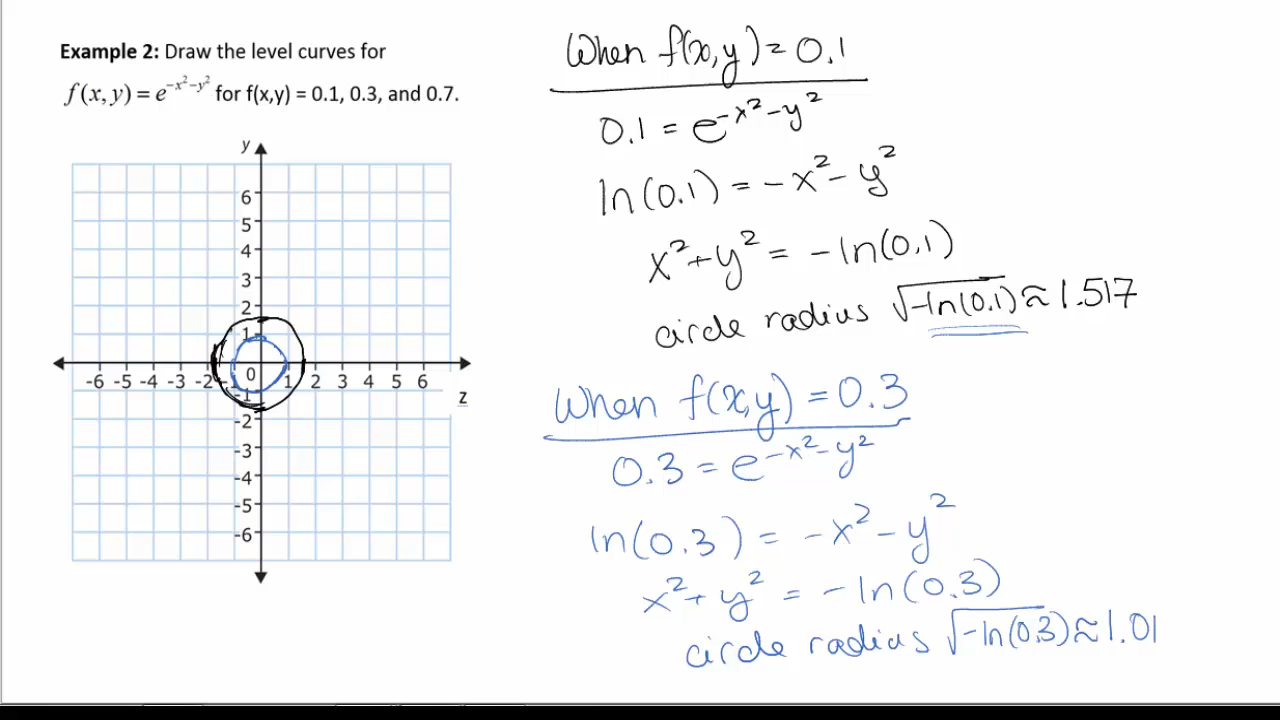 Example 2: Draw the level curves for
f(x, y) = e^{-x²-y²} for f(x,y) = 0.1, 0.3, and 0.7.
y
6
5
4
3
2
1
-6 -5 -4 -3 -2 -1 0 1 2 3 4 5 6
z
-1
-2
-3
-4
-5
-6
When f(x,y) = 0.1
0.1 = e^{-x²-y²}
ln(0.1) = -x² - y²
x² + y² = -ln(0.1)
circle radius √-ln(0.1) ≈ 1.517
When f(x,y) = 0.3
0.3 = e^{-x²-y²}
ln(0.3) = -x² - y²
x² + y² = -ln(0.3)
circle radius √-ln(0.3) ≈ 1.01